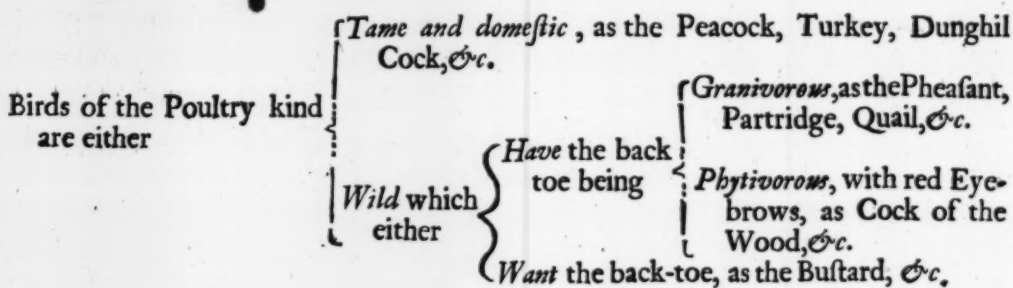 Birds of the Poultry kind
are either
Tame and domeſtic, as the Peacock, Turkey, Dunghil
Cock, &c.
Wild which
either
Have the back
toe being
Granivorous, as the Pheaſant,
Partridge, Quail, &c.
Phytivorous, with red Eye-
brows, as Cock of the
Wood, &c.
Want the back-toe, as the Buſtard, &c.